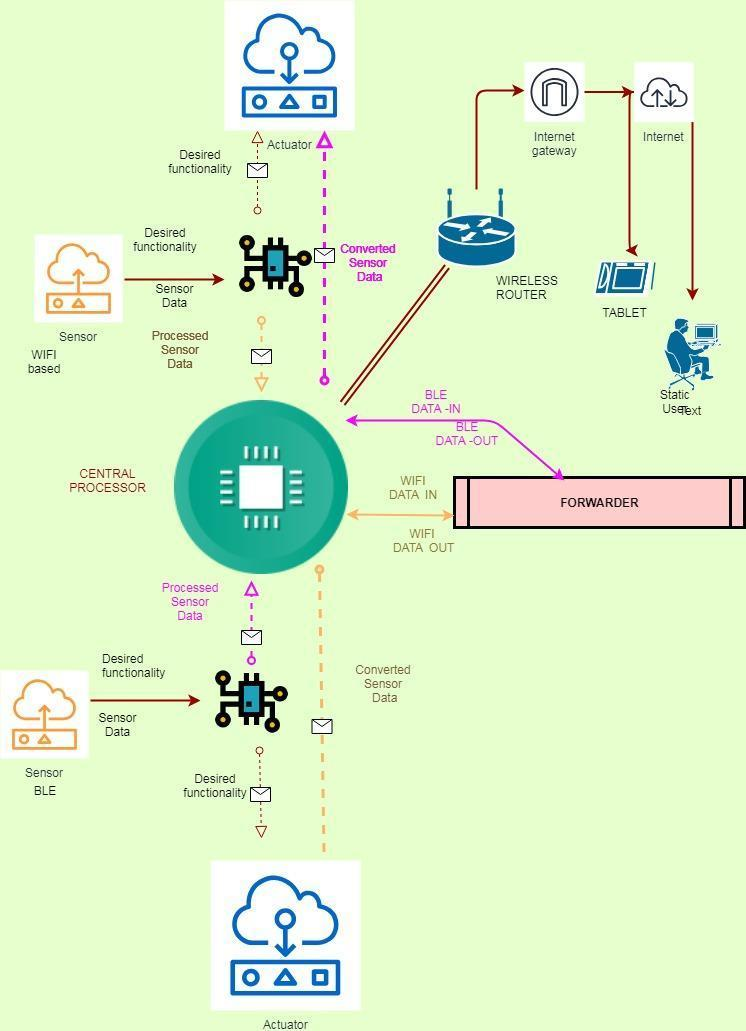 Actuator
Desired
functionality
Internet
gateway
Internet
Desired
functionality
Sensor
Data
Converted
Sensor
Data
WIRELESS
ROUTER
TABLET
Sensor
WIFI
based
Processed
Sensor
Data
Static
User
Text
BLE
DATA -IN
BLE
DATA -OUT
CENTRAL
PROCESSOR
WIFI
DATA IN
FORWARDER
WIFI
DATA OUT
Processed
Sensor
Data
Desired
functionality
Sensor
Data
Converted
Sensor
Data
Sensor
BLE
Desired
functionality
Actuator